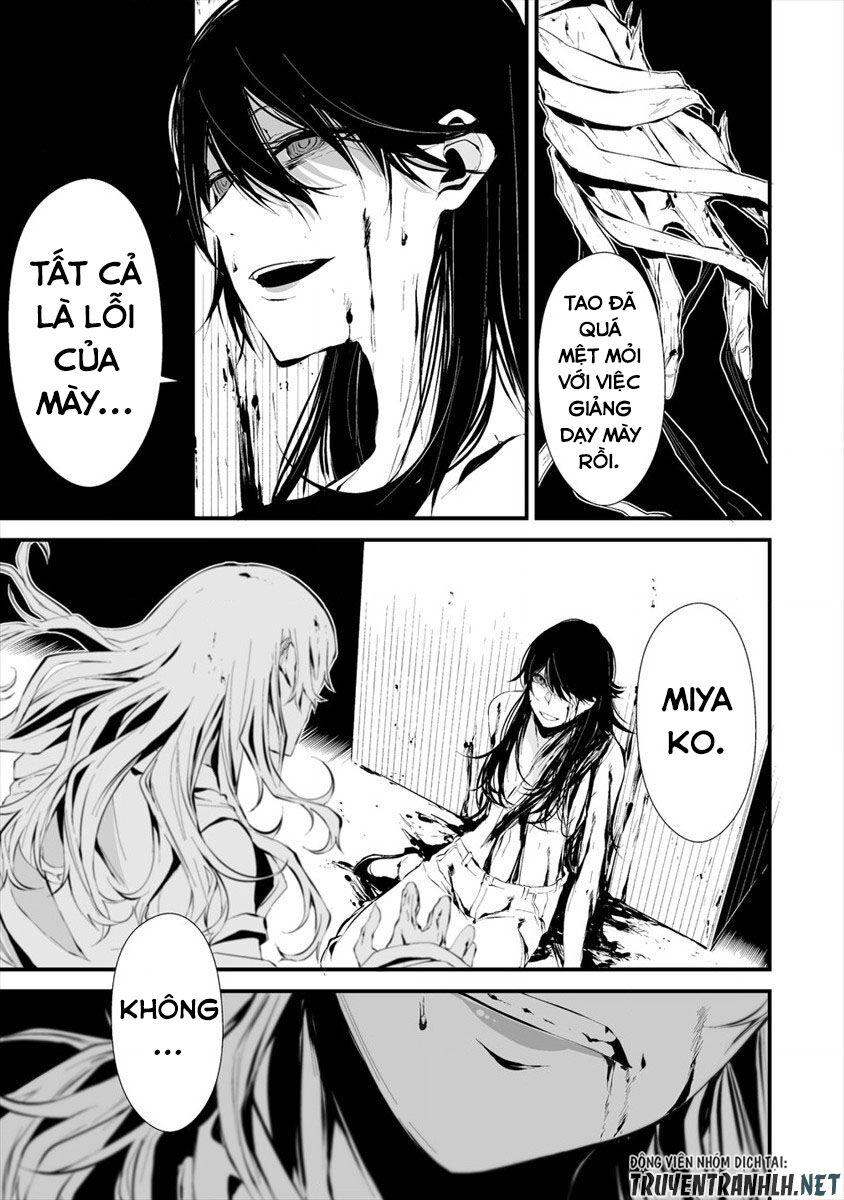 TAO ĐÃ
QUÁ
MỆT MỎI
VỚI VIỆC
GIẢNG
DẠY MÀY
RỒI.
TẤT CẢ
LÀ LỖI
CỦA
MÀY...
MIYA
KO.
KHÔNG
...
ĐỘNG VIÊN NHÓM DỊCH TẠI:
TRUYENTRANHLH.NET